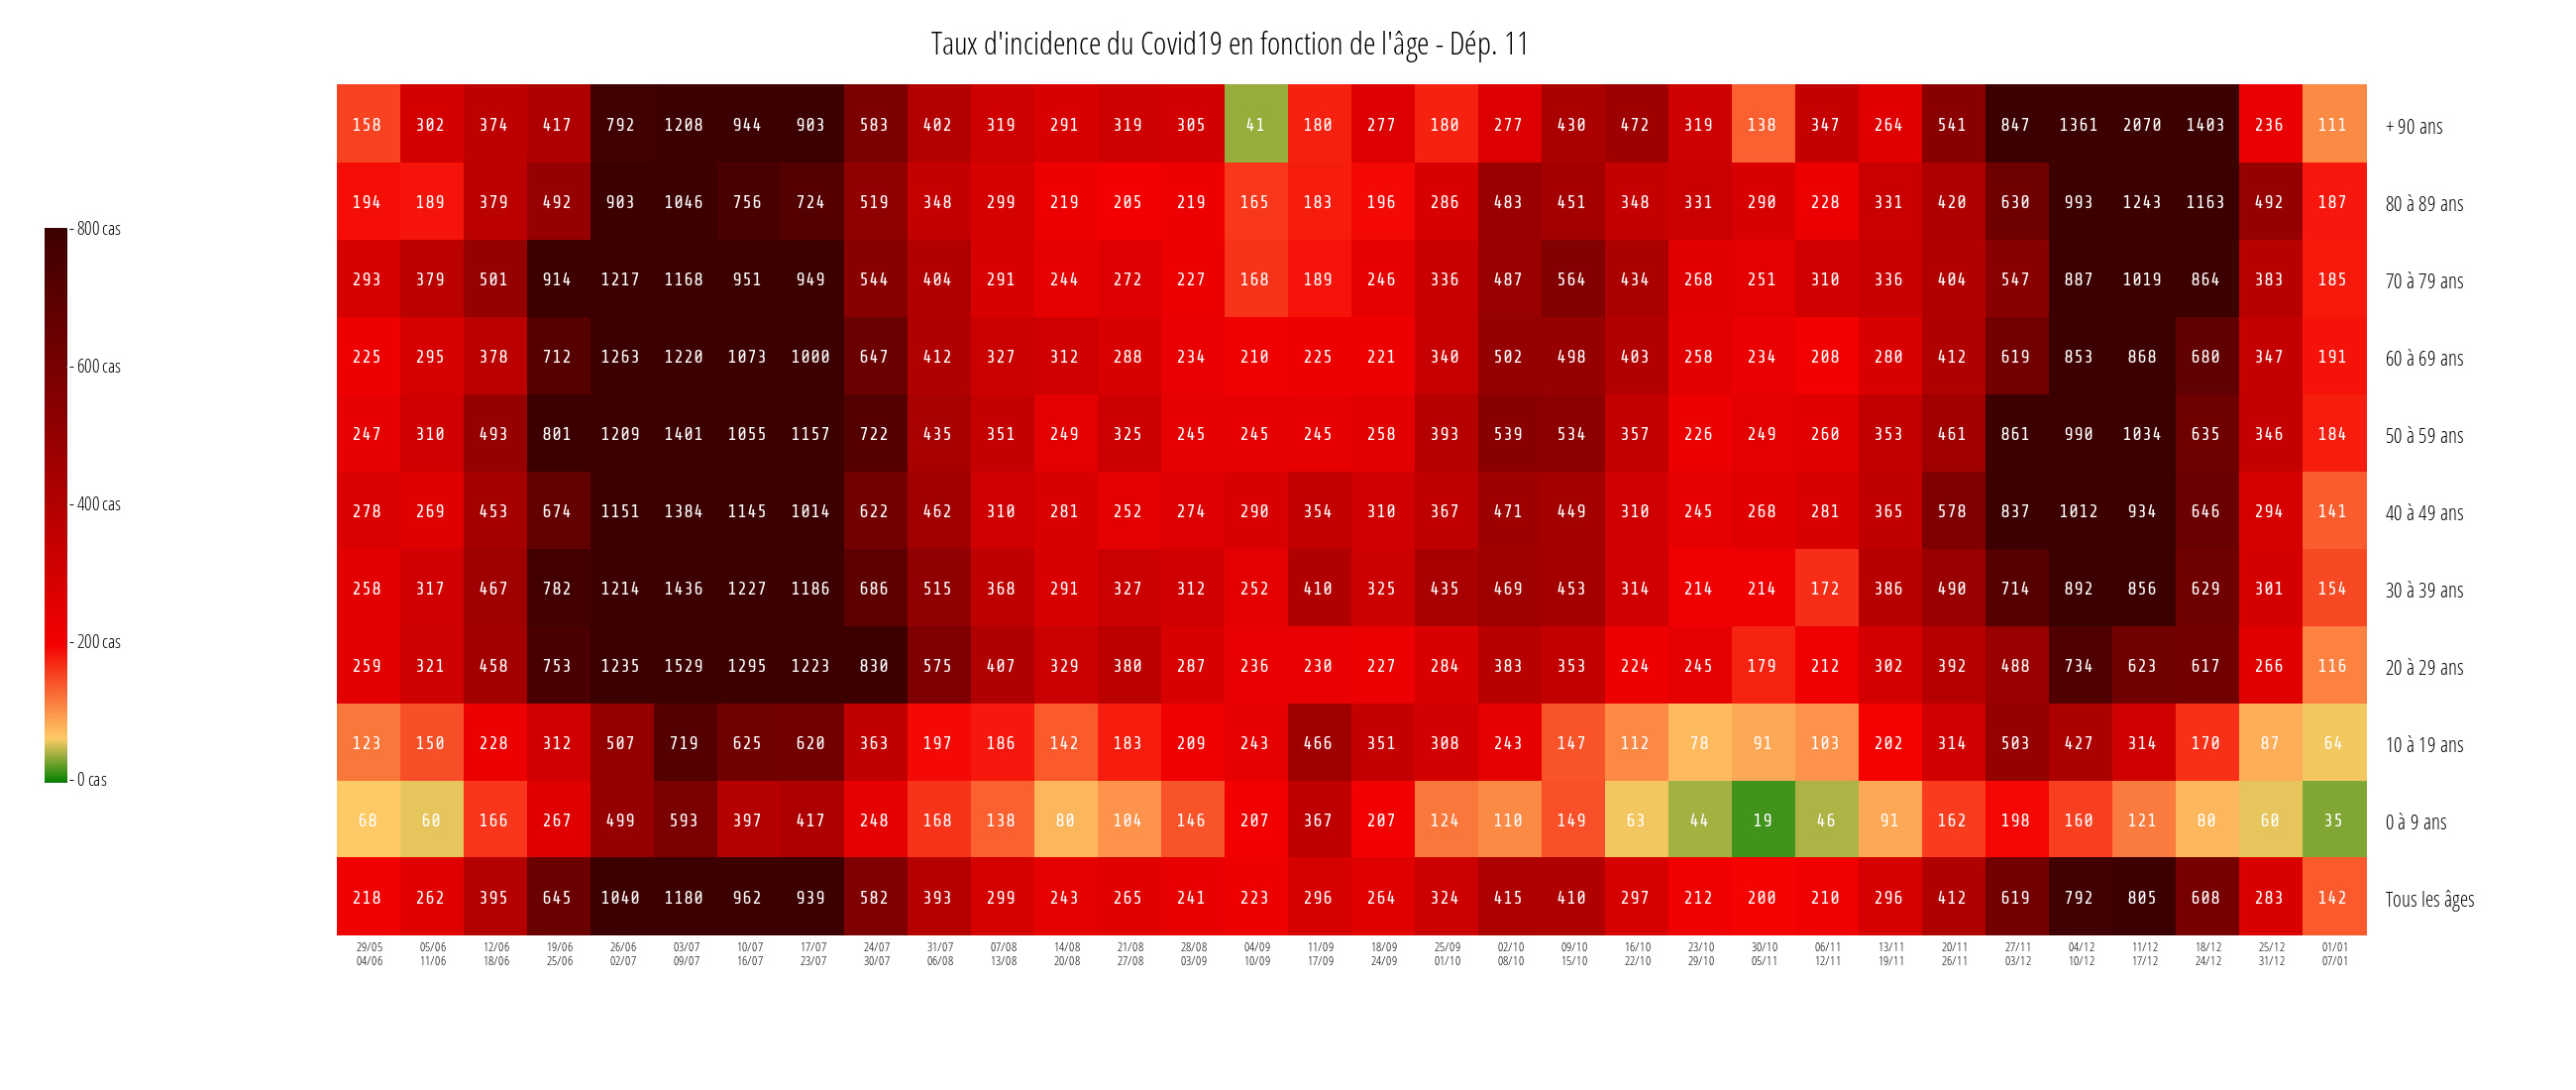 Taux d'incidence du Covid19 en fonction de l'âge - Dép. 11
158 302 374 417 792 1208 944 903 583 402 319 291 319 305 41 180 277 180 277 430 472 319 138 347 264 541 847 1361 2070 1403 236 111 + 90 ans
194 189 379 492 903 1046 756 724 519 348 299 219 205 219 165 183 196 286 483 451 348 331 290 228 331 420 630 993 1243 1163 492 187 80 à 89 ans
- 800 cas
293 379 501 914 1217 1168 951 949 544 404 291 244 272 227 168 189 246 336 487 564 434 268 251 310 336 404 547 887 1019 864 383 185 70 à 79 ans
225 295 378 712 1263 1220 1073 1000 647 412 327 312 288 234 210 225 221 340 502 498 403 258 234 208 280 412 619 853 868 680 347 191 60 à 69 ans
- 600 cas
247 310 493 801 1209 1401 1055 1157 722 435 351 249 325 245 245 245 258 393 539 534 357 226 249 260 353 461 861 990 1034 635 346 184 50 à 59 ans
- 400 cas
278 269 453 674 1151 1384 1145 1014 622 462 310 281 252 274 290 354 310 367 471 449 310 245 268 281 365 578 837 1012 934 646 294 141 40 à 49 ans
258 317 467 782 1214 1436 1227 1186 686 515 368 291 327 312 252 410 325 435 469 453 314 214 214 172 386 490 714 892 856 629 301 154 30 à 39 ans
- 200 cas
259 321 458 753 1235 1529 1295 1223 830 575 407 329 380 287 236 230 227 284 383 353 224 245 179 212 302 392 488 734 623 617 266 116 20 à 29 ans
123 150 228 312 507 719 625 620 363 197 186 142 183 209 243 466 351 308 243 147 112 78 91 103 202 314 503 427 314 170 87 64 10 à 19 ans
- 0 cas
68 60 166 267 499 593 397 417 248 168 138 80 104 146 207 367 207 124 110 149 63 44 19 46 91 162 198 160 121 80 60 35 0 à 9 ans
218 262 395 645 1040 1180 962 939 582 393 299 243 265 241 223 296 264 324 415 410 297 212 200 210 296 412 619 792 805 608 283 142 Tous les âges
29/05 05/06 12/06 19/06 26/06 03/07 10/07 17/07 24/07 31/07 07/08 14/08 21/08 28/08 04/09 11/09 18/09 25/09 02/10 09/10 16/10 23/10 30/10 06/11 13/11 20/11 27/11 04/12 11/12 18/12 25/12 01/01
04/06 11/06 18/06 25/06 02/07 09/07 16/07 23/07 30/07 06/08 13/08 20/08 27/08 03/09 10/09 17/09 24/09 01/10 08/10 15/10 22/10 29/10 05/11 12/11 19/11 26/11 03/12 10/12 17/12 24/12 31/12 07/01